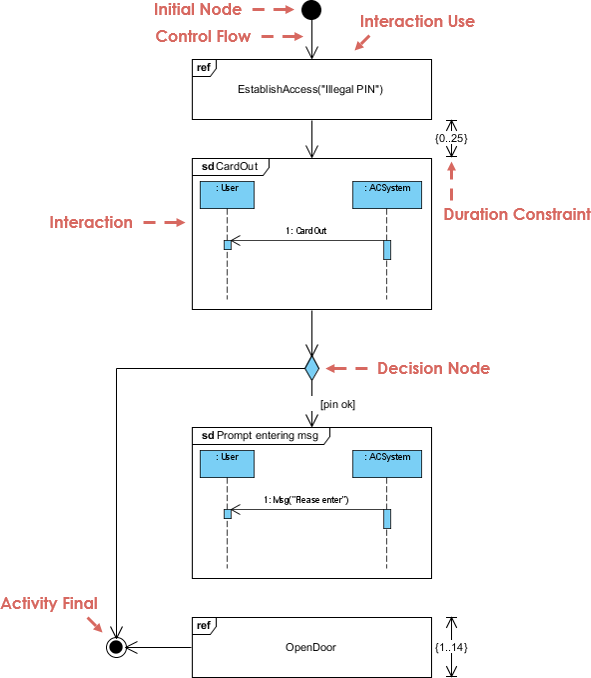 Initial Node
Control Flow
Interaction Use
ref
EstablishAccess("Illegal PIN")
{0..25}
sd CardOut
: User
: ACSystem
Duration Constraint
Interaction
1: CardOut
Decision Node
[pin ok]
sd Prompt entering msg
: User
: ACSystem
1: Msg("Please enter")
Activity Final
ref
OpenDoor
{1..14}